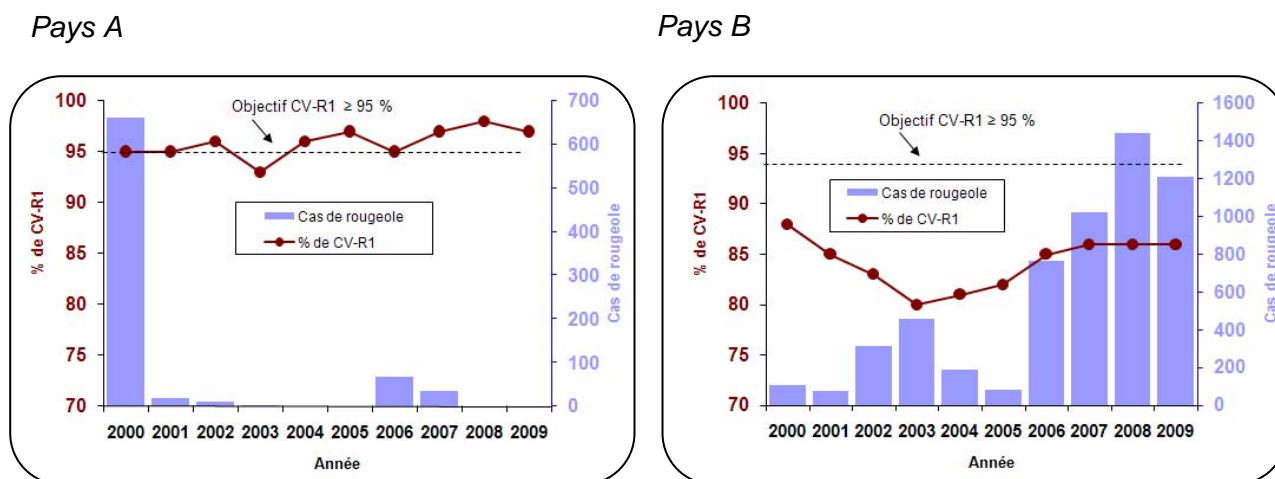 Pays A
Objectif CV-R1 ≥ 95 %
Cas de rougeole
% de CV-R1
% de CV-R1
Cas de rougeole
100
95
90
85
80
75
70
700
600
500
400
300
200
100
0
2000 2001 2002 2003 2004 2005 2006 2007 2008 2009
Année
Pays B
Objectif CV-R1 ≥ 95 %
Cas de rougeole
% de CV-R1
% de CV-R1
Cas de rougeole
100
95
90
85
80
75
70
1600
1400
1200
1000
800
600
400
200
0
2000 2001 2002 2003 2004 2005 2006 2007 2008 2009
Année